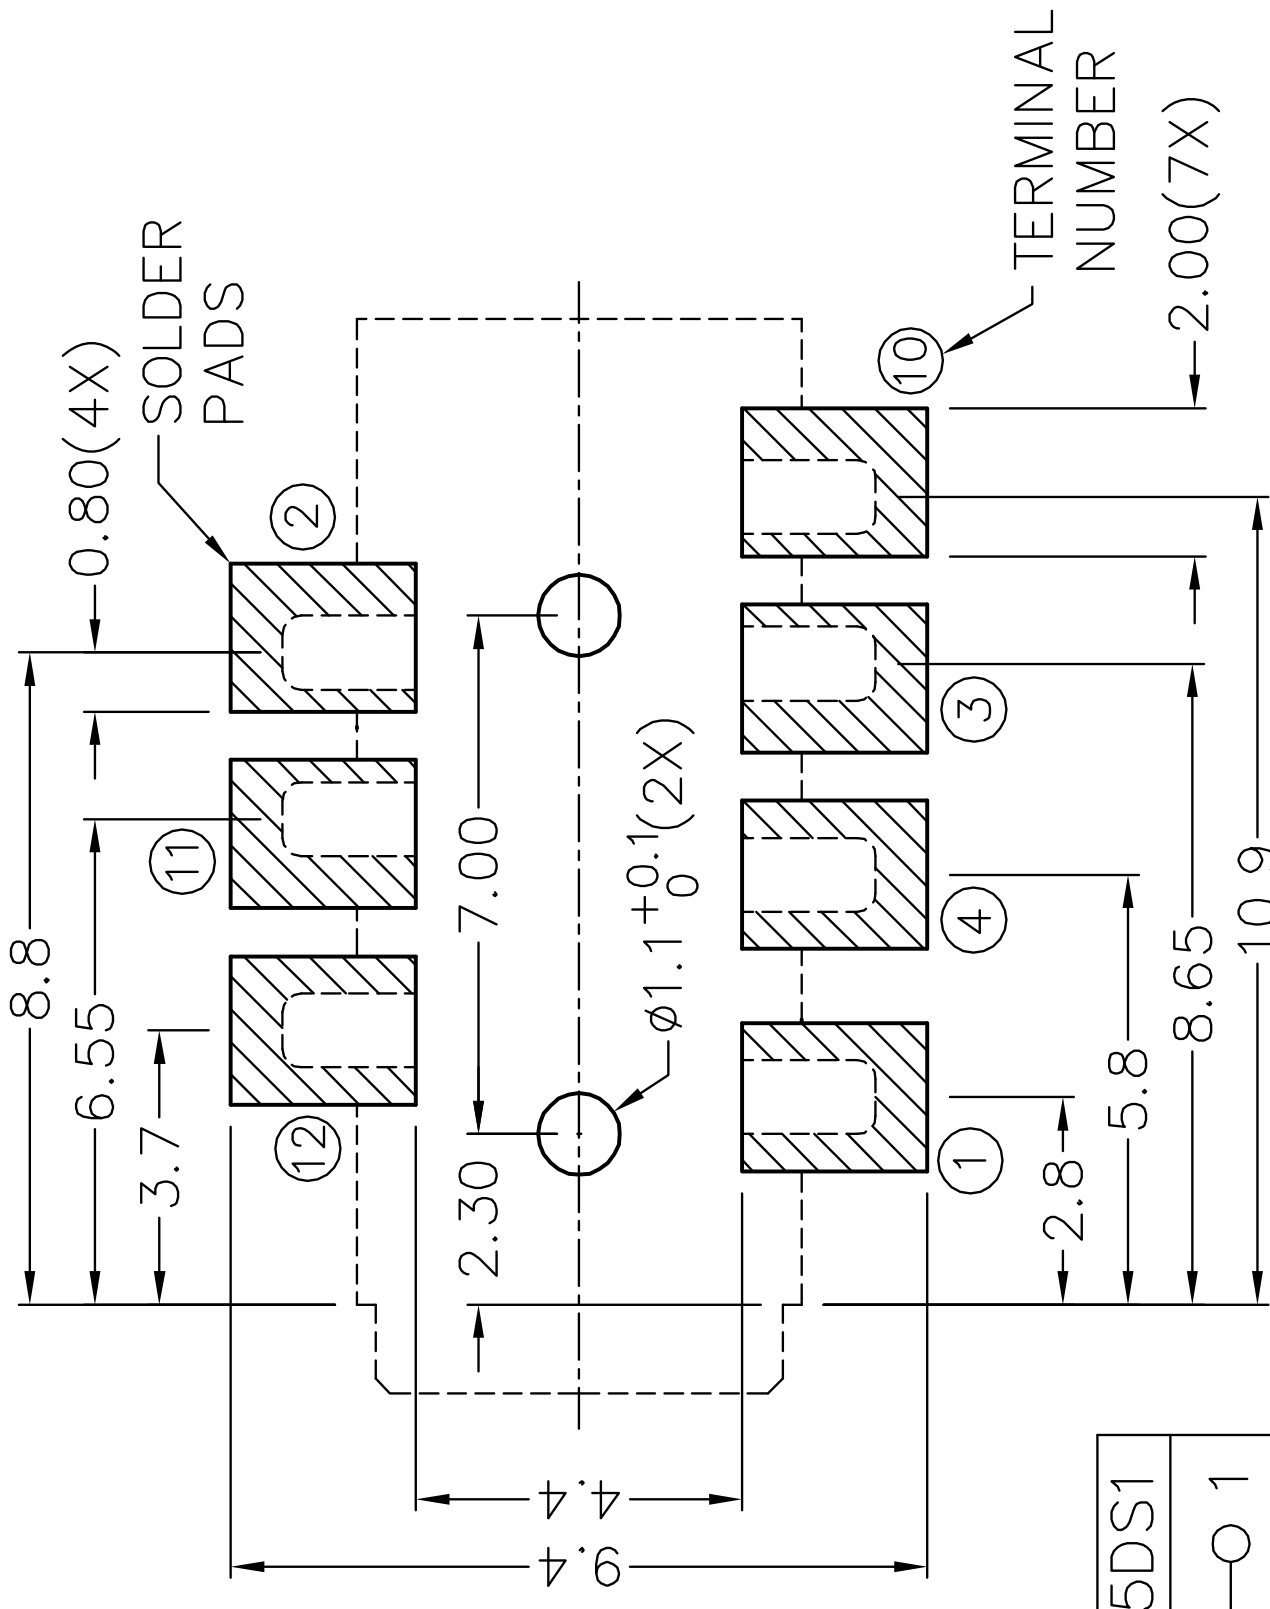 8.8
6.55
0.80(4X)
3.7
SOLDER
PADS
12
11
2
2.30
7.00
ø1.1 +0.1 (2X)
0
1
4
3
10
TERMINAL
NUMBER
2.8
5.8
8.65
10.9
2.00(7X)
4.4
9.4
5DS1
1